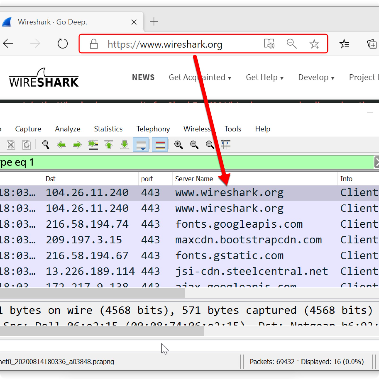 Wireshark · Go Deep.
https://www.wireshark.org
WIRESHARK NEWS Get Acquainted Get Help Develop Project
Capture Analyze Statistics Telephony Wireless Tools Help
ype eq 1
Dst port Server Name Info
18:03… 104.26.11.240 443 www.wireshark.org Client
18:03… 104.26.11.240 443 www.wireshark.org Client
18:03… 216.58.194.74 443 fonts.googleapis.com Client
18:03… 209.197.3.15 443 maxcdn.bootstrapcdn.com Client
18:03… 216.58.194.67 443 fonts.gstatic.com Client
18:03… 13.226.189.114 443 jsi-cdn.steelcentral.net Client
18:03… 172.217.9.138 443 ajax.googleapis.com Client
1 bytes on wire (4568 bits), 571 bytes captured (4568 bits)
Packets: 69432 · Displayed: 16 (0.0%)